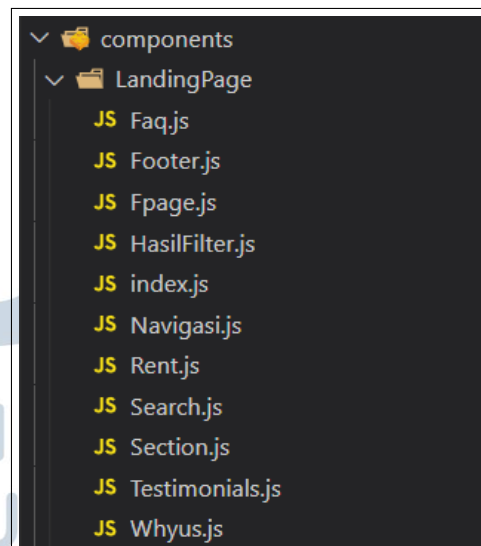 components
LandingPage
JS Faq.js
JS Footer.js
JS Fpage.js
JS HasilFilter.js
JS index.js
JS Navigasi.js
JS Rent.js
JS Search.js
JS Section.js
JS Testimonials.js
JS Whyus.js